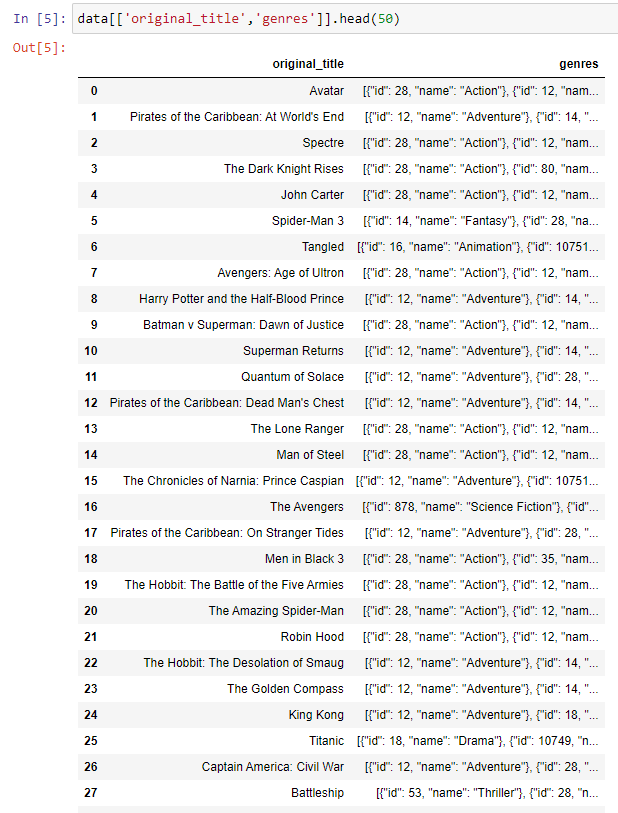 In [5]: data[['original_title','genres']].head(50)
Out[5]:
original_title genres
0 Avatar [{"id": 28, "name": "Action"}, {"id": 12, "nam...
1 Pirates of the Caribbean: At World's End [{"id": 12, "name": "Adventure"}, {"id": 14, "...
2 Spectre [{"id": 28, "name": "Action"}, {"id": 12, "nam...
3 The Dark Knight Rises [{"id": 28, "name": "Action"}, {"id": 80, "nam...
4 John Carter [{"id": 28, "name": "Action"}, {"id": 12, "nam...
5 Spider-Man 3 [{"id": 14, "name": "Fantasy"}, {"id": 28, "na...
6 Tangled [{"id": 16, "name": "Animation"}, {"id": 10751...
7 Avengers: Age of Ultron [{"id": 28, "name": "Action"}, {"id": 12, "nam...
8 Harry Potter and the Half-Blood Prince [{"id": 12, "name": "Adventure"}, {"id": 14, "...
9 Batman v Superman: Dawn of Justice [{"id": 28, "name": "Action"}, {"id": 12, "nam...
10 Superman Returns [{"id": 12, "name": "Adventure"}, {"id": 14, "...
11 Quantum of Solace [{"id": 12, "name": "Adventure"}, {"id": 28, "...
12 Pirates of the Caribbean: Dead Man's Chest [{"id": 12, "name": "Adventure"}, {"id": 14, "...
13 The Lone Ranger [{"id": 28, "name": "Action"}, {"id": 12, "nam...
14 Man of Steel [{"id": 28, "name": "Action"}, {"id": 12, "nam...
15 The Chronicles of Narnia: Prince Caspian [{"id": 12, "name": "Adventure"}, {"id": 10751...
16 The Avengers [{"id": 878, "name": "Science Fiction"}, {"id"...
17 Pirates of the Caribbean: On Stranger Tides [{"id": 12, "name": "Adventure"}, {"id": 28, "...
18 Men in Black 3 [{"id": 28, "name": "Action"}, {"id": 35, "nam...
19 The Hobbit: The Battle of the Five Armies [{"id": 28, "name": "Action"}, {"id": 12, "nam...
20 The Amazing Spider-Man [{"id": 28, "name": "Action"}, {"id": 12, "nam...
21 Robin Hood [{"id": 28, "name": "Action"}, {"id": 12, "nam...
22 The Hobbit: The Desolation of Smaug [{"id": 12, "name": "Adventure"}, {"id": 14, "...
23 The Golden Compass [{"id": 12, "name": "Adventure"}, {"id": 14, "...
24 King Kong [{"id": 12, "name": "Adventure"}, {"id": 18, "...
25 Titanic [{"id": 18, "name": "Drama"}, {"id": 10749, "n...
26 Captain America: Civil War [{"id": 12, "name": "Adventure"}, {"id": 28, "...
27 Battleship [{"id": 53, "name": "Thriller"}, {"id": 28, "n...